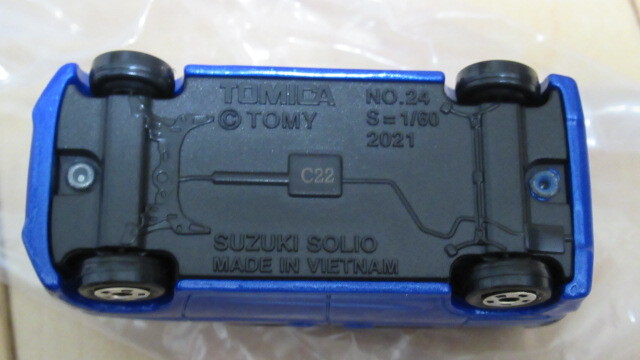 TOMICA
© TOMY
NO.24
S=1/60
2021
C22
SUZUKI SOLIO
MADE IN VIETNAM